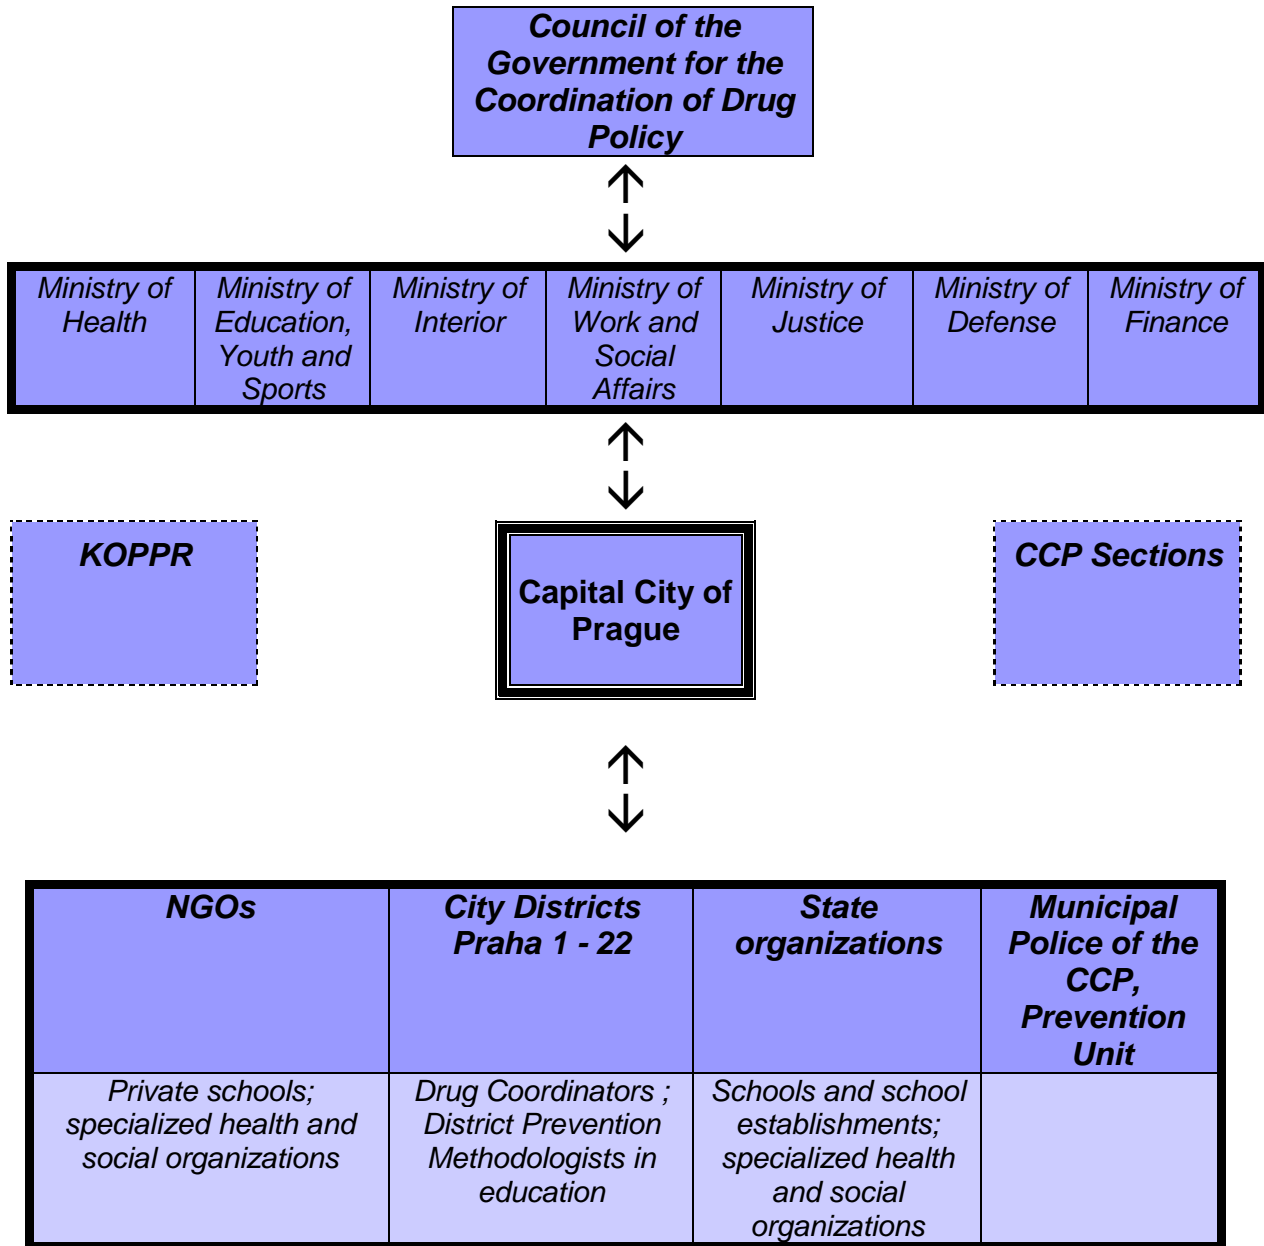 Council of the
Government for the
Coordination of Drug
Policy
Ministry of
Health
Ministry of
Education,
Youth and
Sports
Ministry of
Interior
Ministry of
Work and
Social
Affairs
Ministry of
Justice
Ministry of
Defense
Ministry of
Finance
KOPPR
Capital City of
Prague
CCP Sections
NGOs
City Districts
Praha 1 - 22
State
organizations
Municipal
Police of the
CCP,
Prevention
Unit
Private schools;
specialized health and
social organizations
Drug Coordinators ;
District Prevention
Methodologists in
education
Schools and school
establishments;
specialized health
and social
organizations